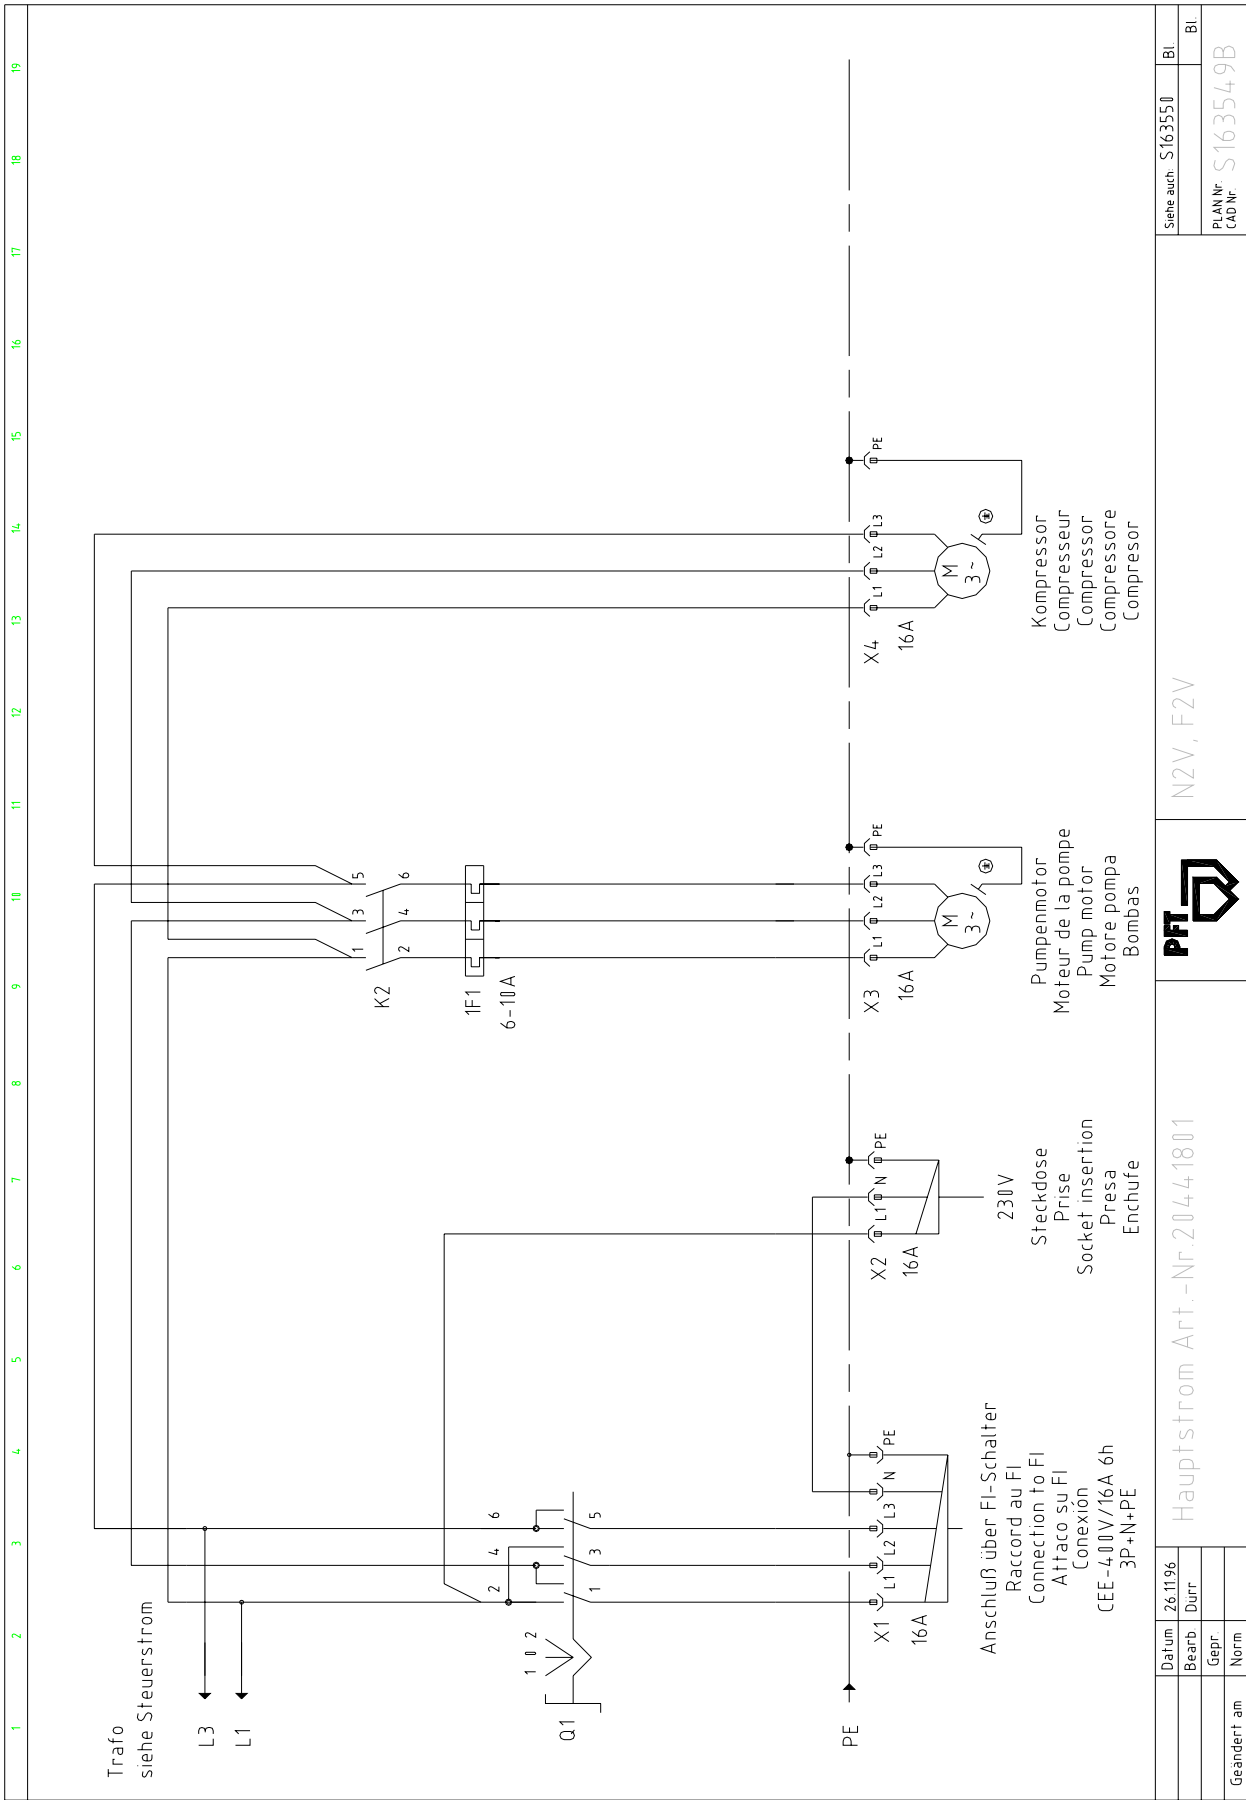 1 2 3 4 5 6 7 8 9 10 11 12 13 14 15 16 17 18 19
Trafo
siehe Steuerstrom
L3
L1
Q1
1 0 2
2 4 6
1 3 5
PE
X1
L1 L2 L3 N PE
16A
Anschluß über FI-Schalter
Raccord au FI
Connection to FI
Attaco su FI
Conexión
CEE-400V/16A 6h
3P+N+PE
X2
L1 N PE
16A
230V
Steckdose
Prise
Socket insertion
Presa
Enchufe
K2
1 3 5
2 4 6
1F1
6-10A
X3
L1 L2 L3 PE
16A
M
3~
Pumpenmotor
Moteur de la pompe
Pump motor
Motore pompa
Bombas
X4
L1 L2 L3 PE
16A
M
3~
Kompressor
Compresseur
Compressor
Compressore
Compresor
Geändert am
Datum 26.11.96
Bearb. Dürr
Gepr.
Norm
Hauptstrom Art.-Nr.20441801
PFT
N2V, F2V
Siehe auch: S163550 Bl.
Bl.
PLAN Nr.
CAD Nr. S163549B